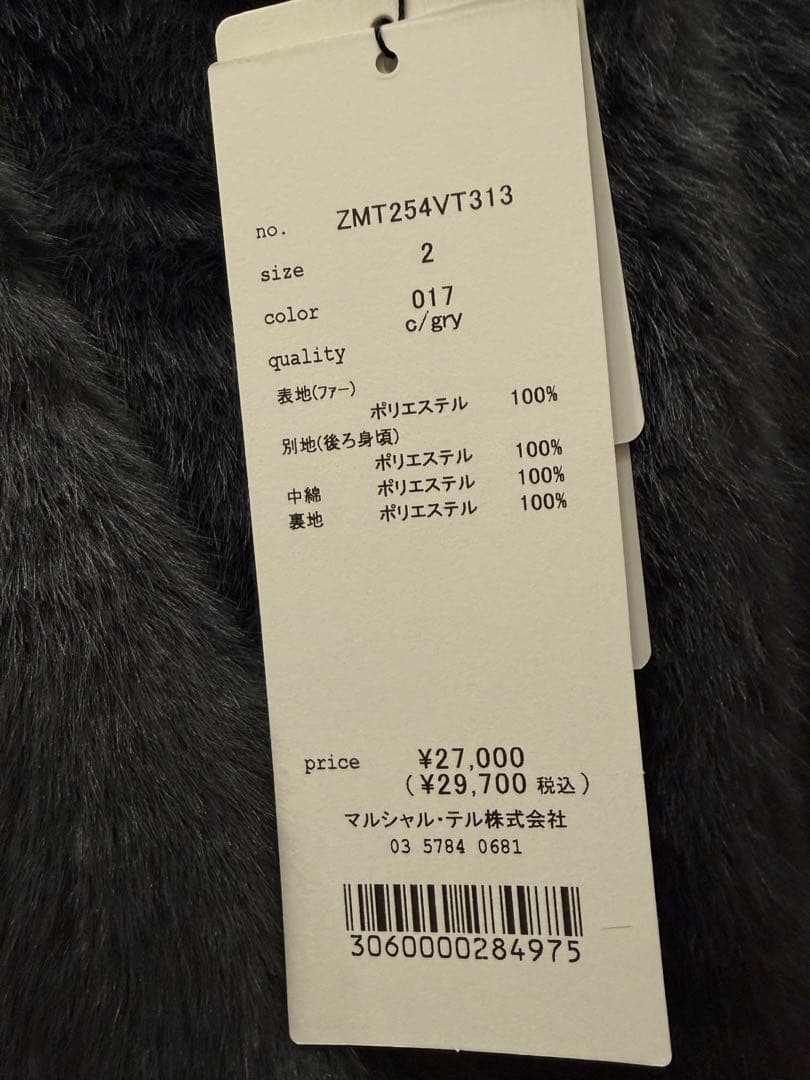 no. ZMT254VT313
size 2
color 017
c/gry
quality
表地(ファー)
ポリエステル 100%
別地(後ろ身頃)
ポリエステル 100%
中綿 ポリエステル 100%
裏地 ポリエステル 100%
price ¥27,000
(¥29,700 税込)
マルシャル・テル株式会社
03 5784 0681
3060000284975